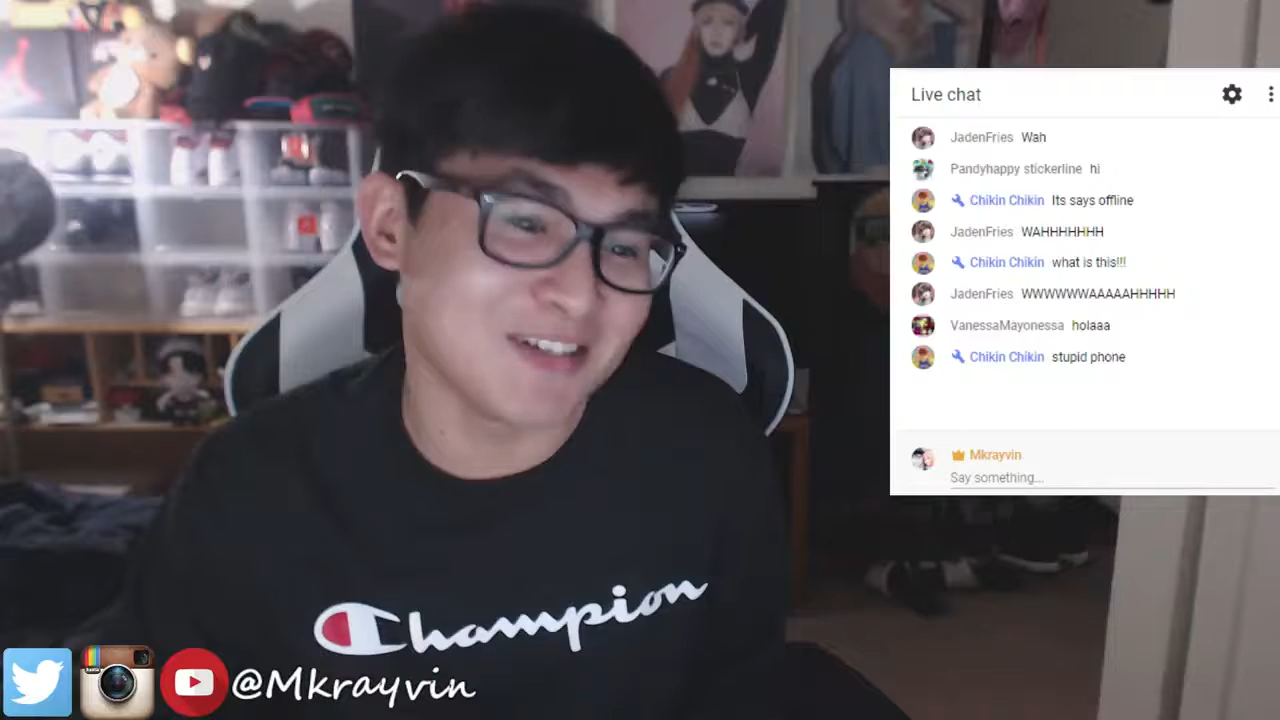 Live chat
JadenFries Wah
Pandyhappy stickerline hi
Chikin Chikin Its says offline
JadenFries WAHHHHHHH
Chikin Chikin what is this!!!
JadenFries WWWWWWAAAAAHHHHH
VanessaMayonessa holaaa
Chikin Chikin stupid phone
Mkrayvin
Say something...
Champion
@Mkrayvin